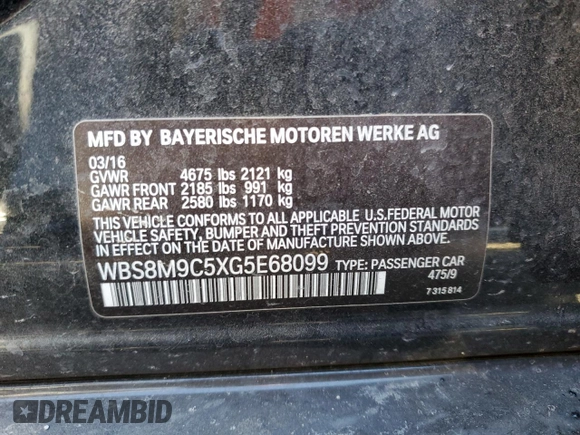 MFD BY BAYERISCHE MOTOREN WERKE AG
03/16
GVWR 4675 lbs 2121 kg
GAWR FRONT 2185 lbs 991 kg
GAWR REAR 2580 lbs 1170 kg
THIS VEHICLE CONFORMS TO ALL APPLICABLE U.S.FEDERAL MOTOR
VEHICLE SAFETY, BUMPER AND THEFT PREVENTION STANDARDS
IN EFFECT ON THE DATE OF MANUFACTURE SHOWN ABOVE.
WBS8M9C5XG5E68099 TYPE: PASSENGER CAR
475/9
7 315 814
DREAMBID